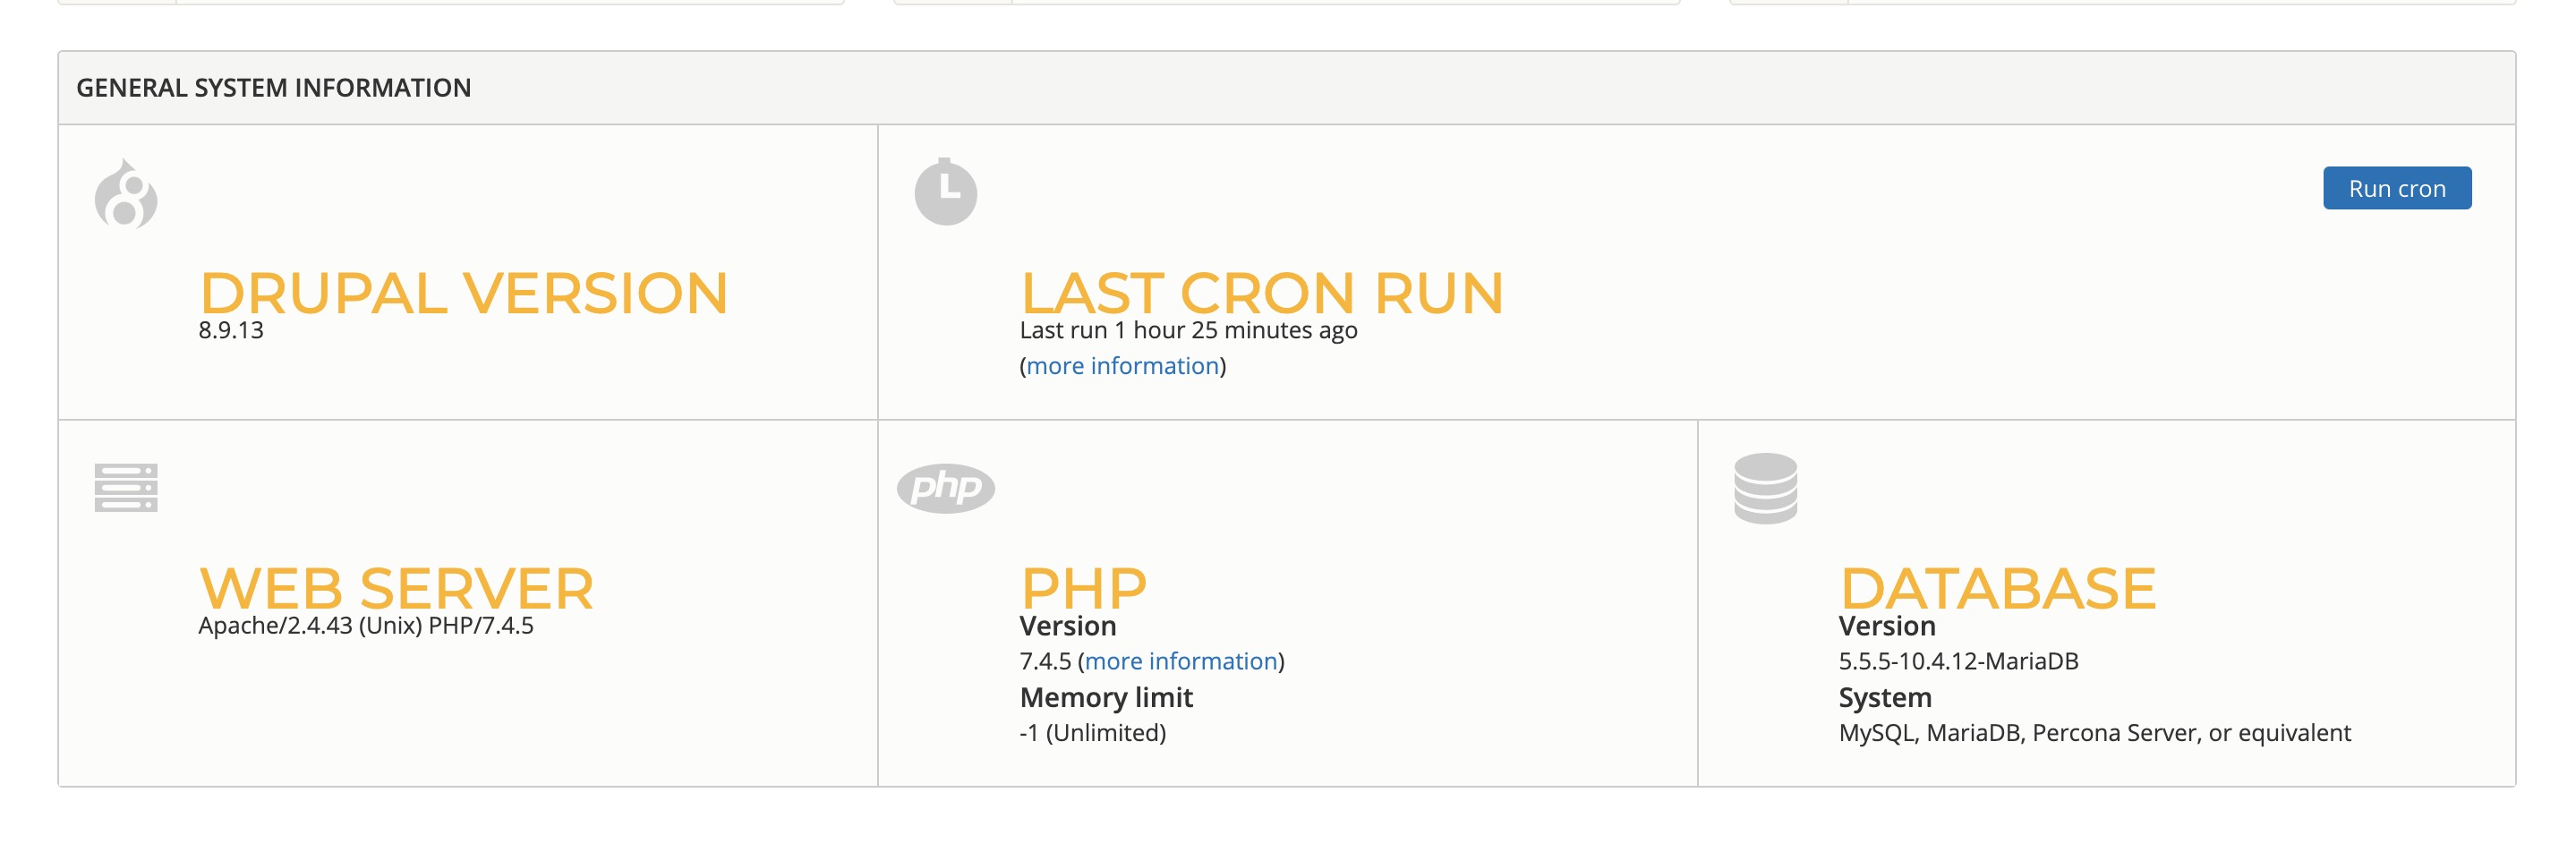 GENERAL SYSTEM INFORMATION
8
DRUPAL VERSION
8.9.13
Run cron
LAST CRON RUN
Last run 1 hour 25 minutes ago
(more information)
WEB SERVER
Apache/2.4.43 (Unix) PHP/7.4.5
php
PHP
Version
7.4.5 (more information)
Memory limit
-1 (Unlimited)
DATABASE
Version
5.5.5-10.4.12-MariaDB
System
MySQL, MariaDB, Percona Server, or equivalent